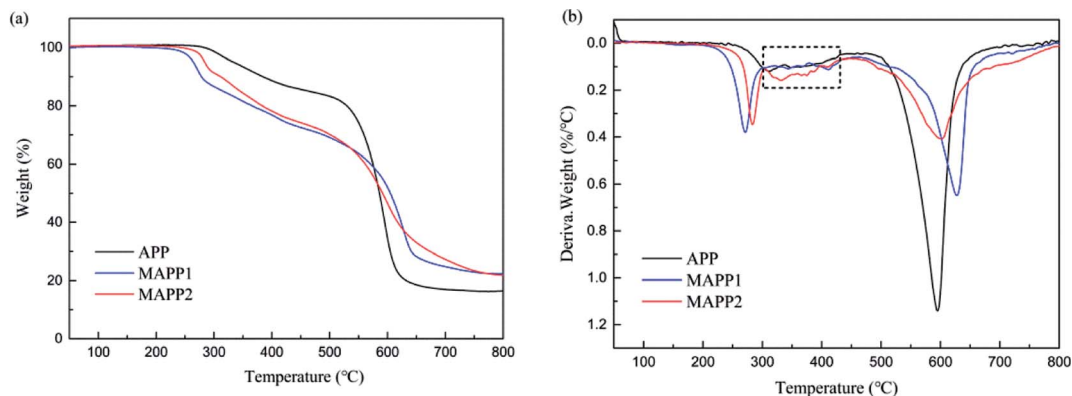 (a)
100
80
60
40
20
0
Weight (%)
APP
MAPP1
MAPP2
100 200 300 400 500 600 700 800
Temperature (℃)
(b)
0.0
0.2
0.4
0.6
0.8
1.0
1.2
Deriva.Weight (%/℃)
APP
MAPP1
MAPP2
100 200 300 400 500 600 700 800
Temperature (℃)